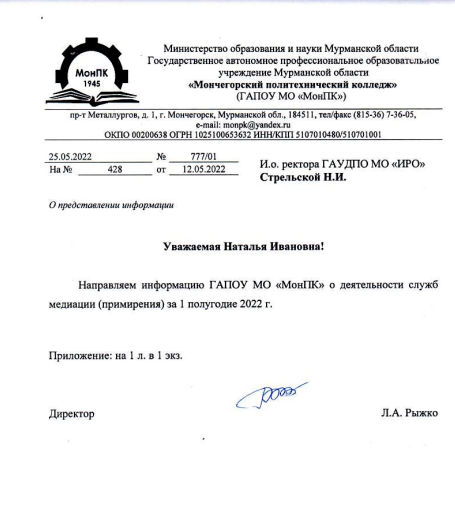 МонПК
1945
Министерство образования и науки Мурманской области
Государственное автономное профессиональное образовательное
учреждение Мурманской области
«Мончегорский политехнический колледж»
(ГАПОУ МО «МонПК»)
пр-т Металлургов, д. 1, г. Мончегорск, Мурманской обл., 184511, тел/факс (815-36) 7-36-05,
e-mail: monpk@yandex.ru
ОКПО 00200638 ОГРН 1025100653632 ИНН/КПП 5107010480/510701001
25.05.2022 № 777/01
На № 428 от 12.05.2022
И.о. ректора ГАУДПО МО «ИРО»
Стрельской Н.И.
О представлении информации
Уважаемая Наталья Ивановна!
Направляем информацию ГАПОУ МО «МонПК» о деятельности служб
медиации (примирения) за 1 полугодие 2022 г.
Приложение: на 1 л. в 1 экз.
Директор Л.А. Рыжко